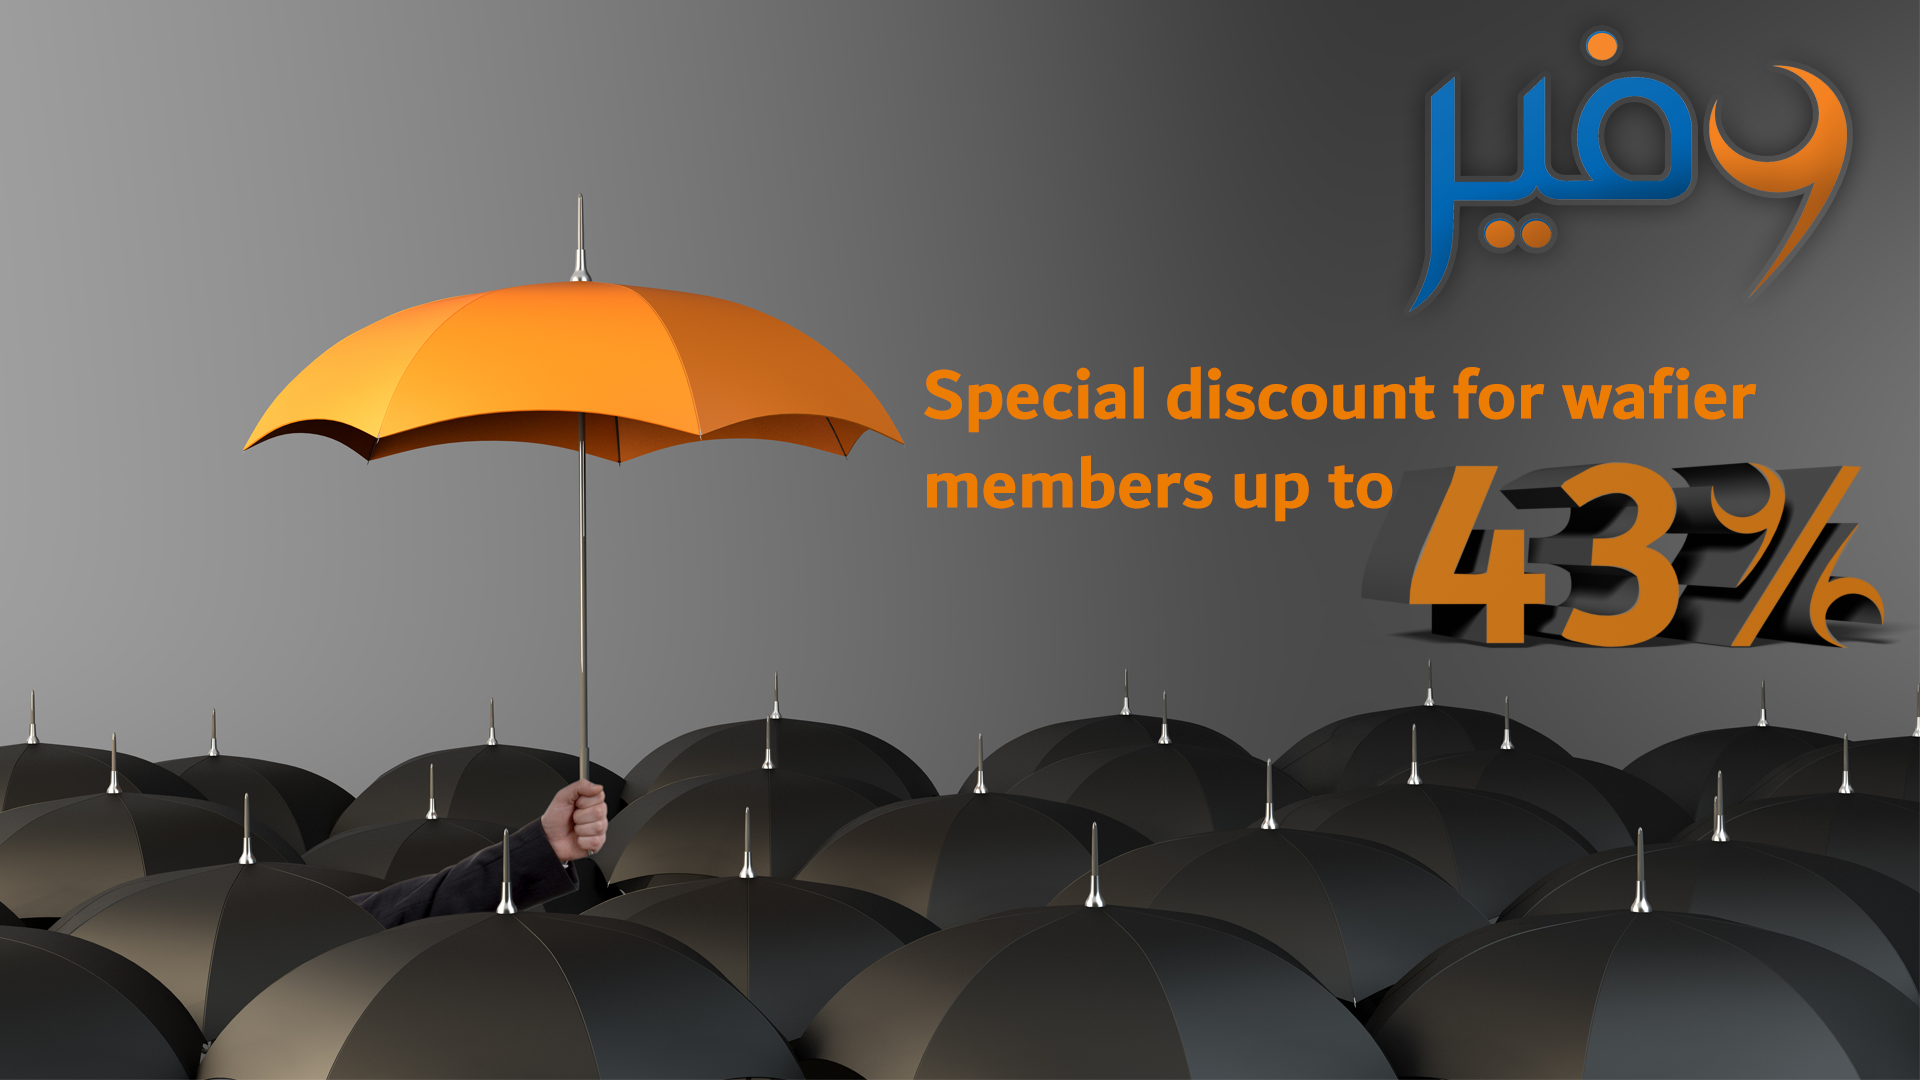 وفير
Special discount for wafier
members up to 43%